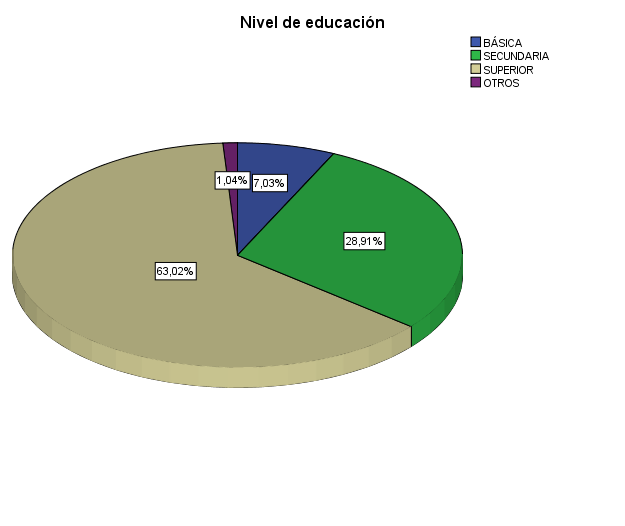 Nivel de educación
BÁSICA
SECUNDARIA
SUPERIOR
OTROS
1,04%
7,03%
28,91%
63,02%